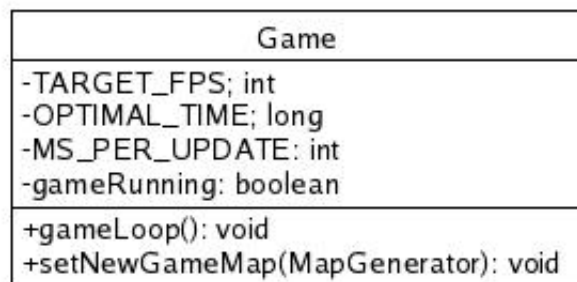 Game
-TARGET_FPS; int
-OPTIMAL_TIME; long
-MS_PER_UPDATE: int
-gameRunning: boolean
+gameLoop(): void
+setNewGameMap(MapGenerator): void